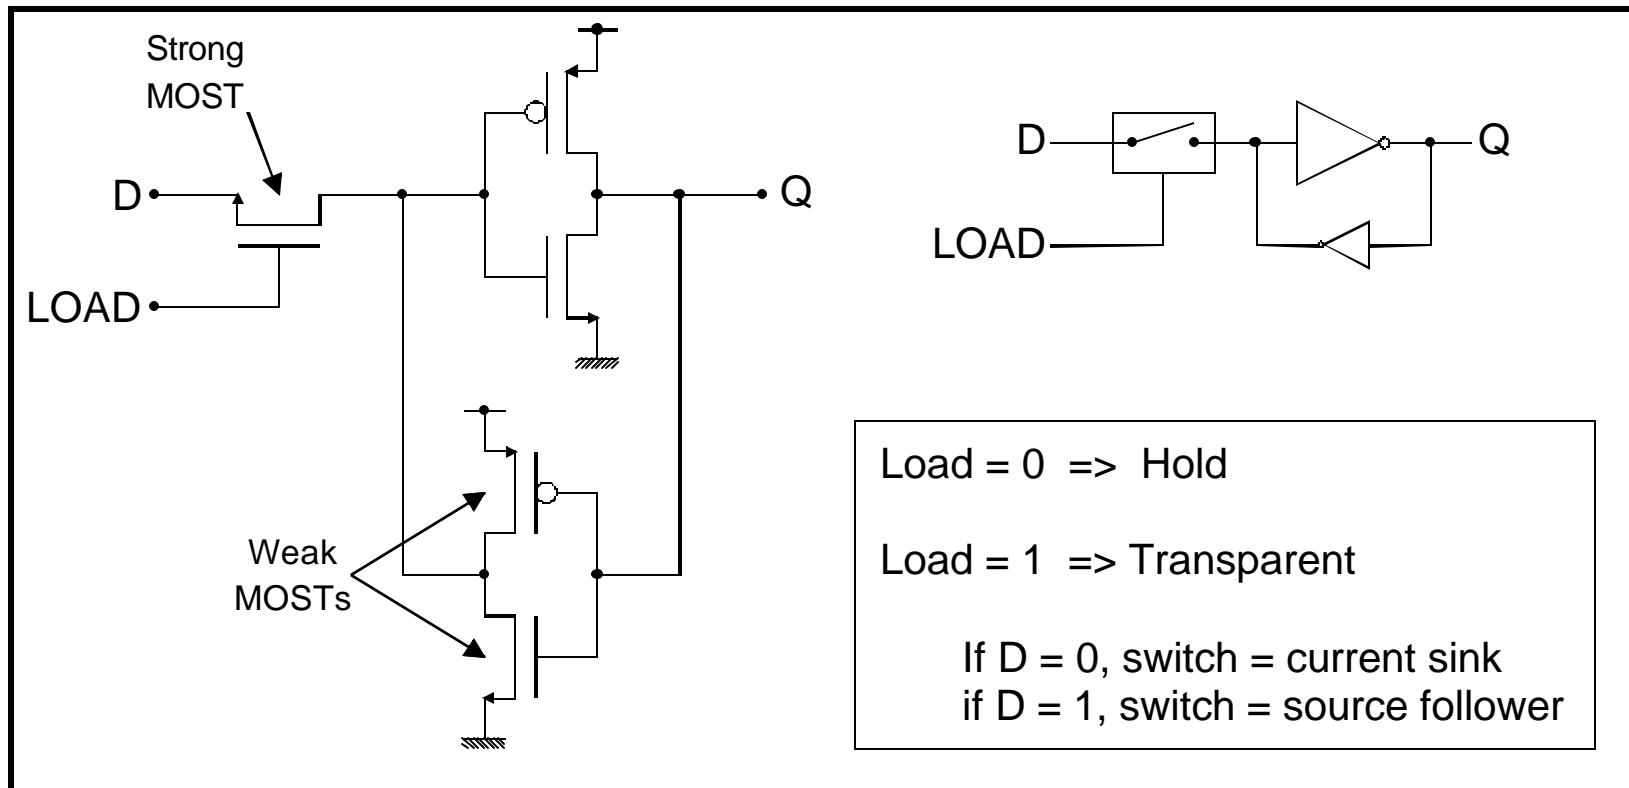 Strong
MOST
D
LOAD
Q
Weak
MOSTs
D
LOAD
Q
Load = 0 => Hold
Load = 1 => Transparent
If D = 0, switch = current sink
if D = 1, switch = source follower